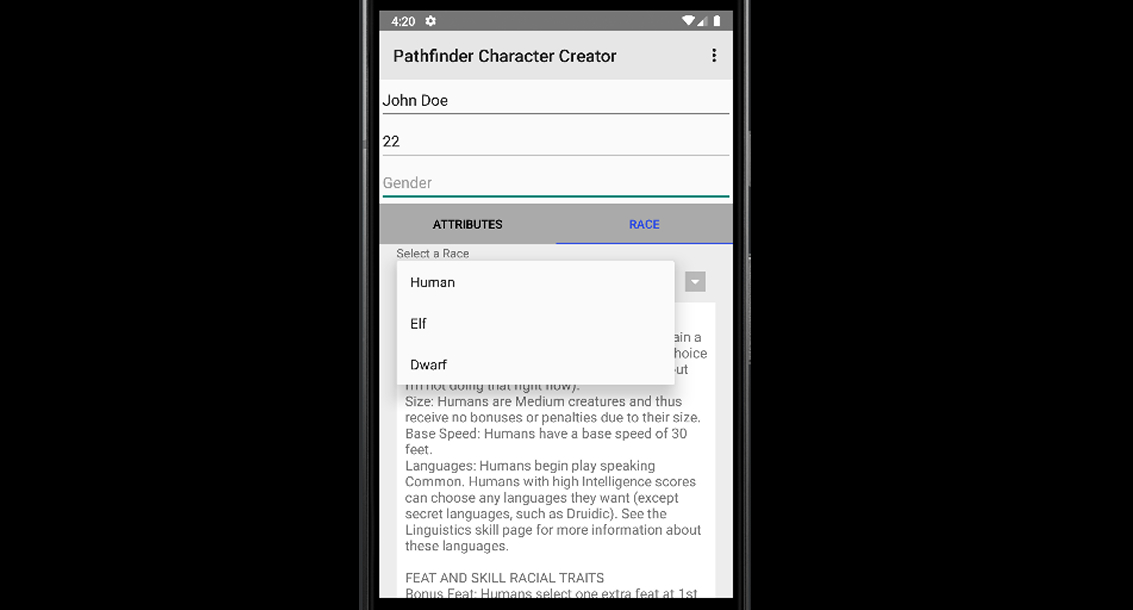 4:20
Pathfinder Character Creator
John Doe
22
Gender
ATTRIBUTES RACE
Select a Race
Human
Elf
ain a
hoice
Dwarf
I'm not doing that right now).
Size: Humans are Medium creatures and thus
receive no bonuses or penalties due to their size.
Base Speed: Humans have a base speed of 30
feet.
Languages: Humans begin play speaking
Common. Humans with high Intelligence scores
can choose any languages they want (except
secret languages, such as Druidic). See the
Linguistics skill page for more information about
these languages.
FEAT AND SKILL RACIAL TRAITS
Bonus Feat: Humans select one extra feat at 1st